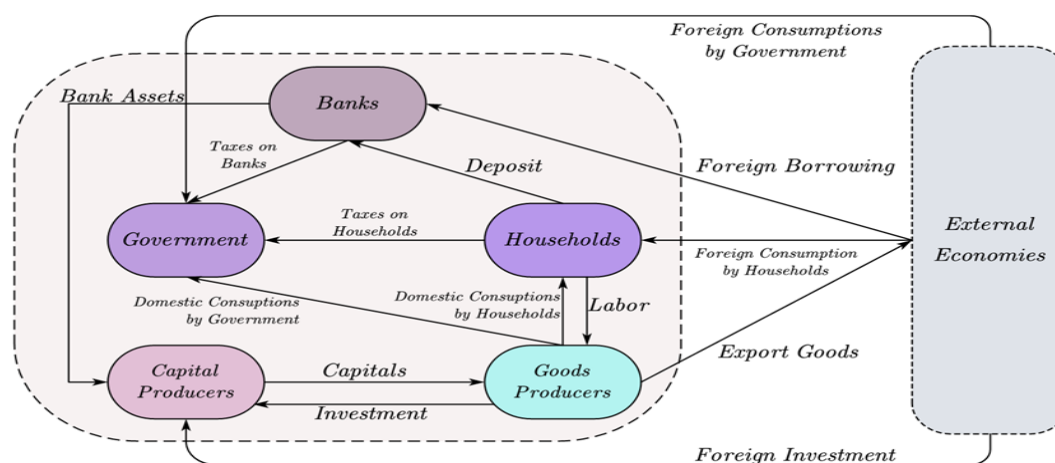 Foreign Consumptions
by Government
Bank Assets
Banks
Taxes on
Banks
Deposit
Foreign Borrowing
Government
Taxes on
Households
Households
Foreign Consumption
by Households
External
Economies
Domestic Consuptions
by Government
Domestic Consuptions
by Households
Labor
Capital
Producers
Capitals
Investment
Goods
Producers
Export Goods
Foreign Investment